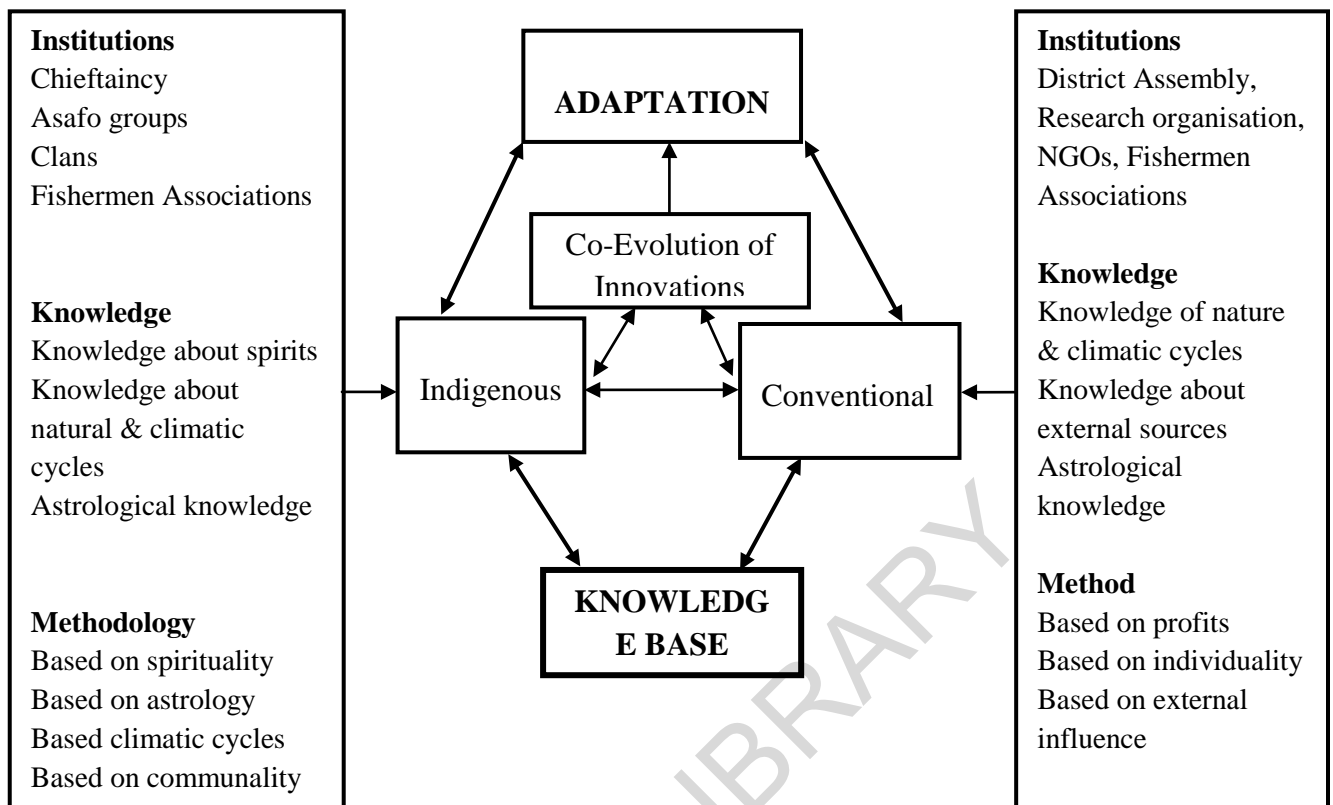 Institutions
Chieftaincy
Asafo groups
Clans
Fishermen Associations
Knowledge
Knowledge about spirits
Knowledge about
natural & climatic
cycles
Astrological knowledge
Methodology
Based on spirituality
Based on astrology
Based climatic cycles
Based on communality
ADAPTATION
Co-Evolution of
Innovations
Indigenous
Conventional
KNOWLEDG
E BASE
Institutions
District Assembly,
Research organisation,
NGOs, Fishermen
Associations
Knowledge
Knowledge of nature
& climatic cycles
Knowledge about
external sources
Astrological
knowledge
Method
Based on profits
Based on individuality
Based on external
influence